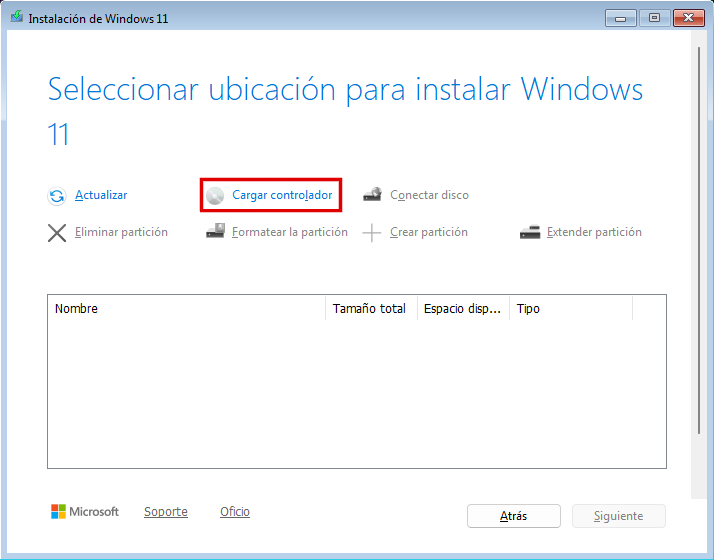 Instalación de Windows 11
Seleccionar ubicación para instalar Windows
11
Actualizar Cargar controlador Conectar disco
Eliminar partición Formatear la partición Crear partición Extender partición
Nombre Tamaño total Espacio disp... Tipo
Microsoft Soporte Oficio Atrás Siguiente